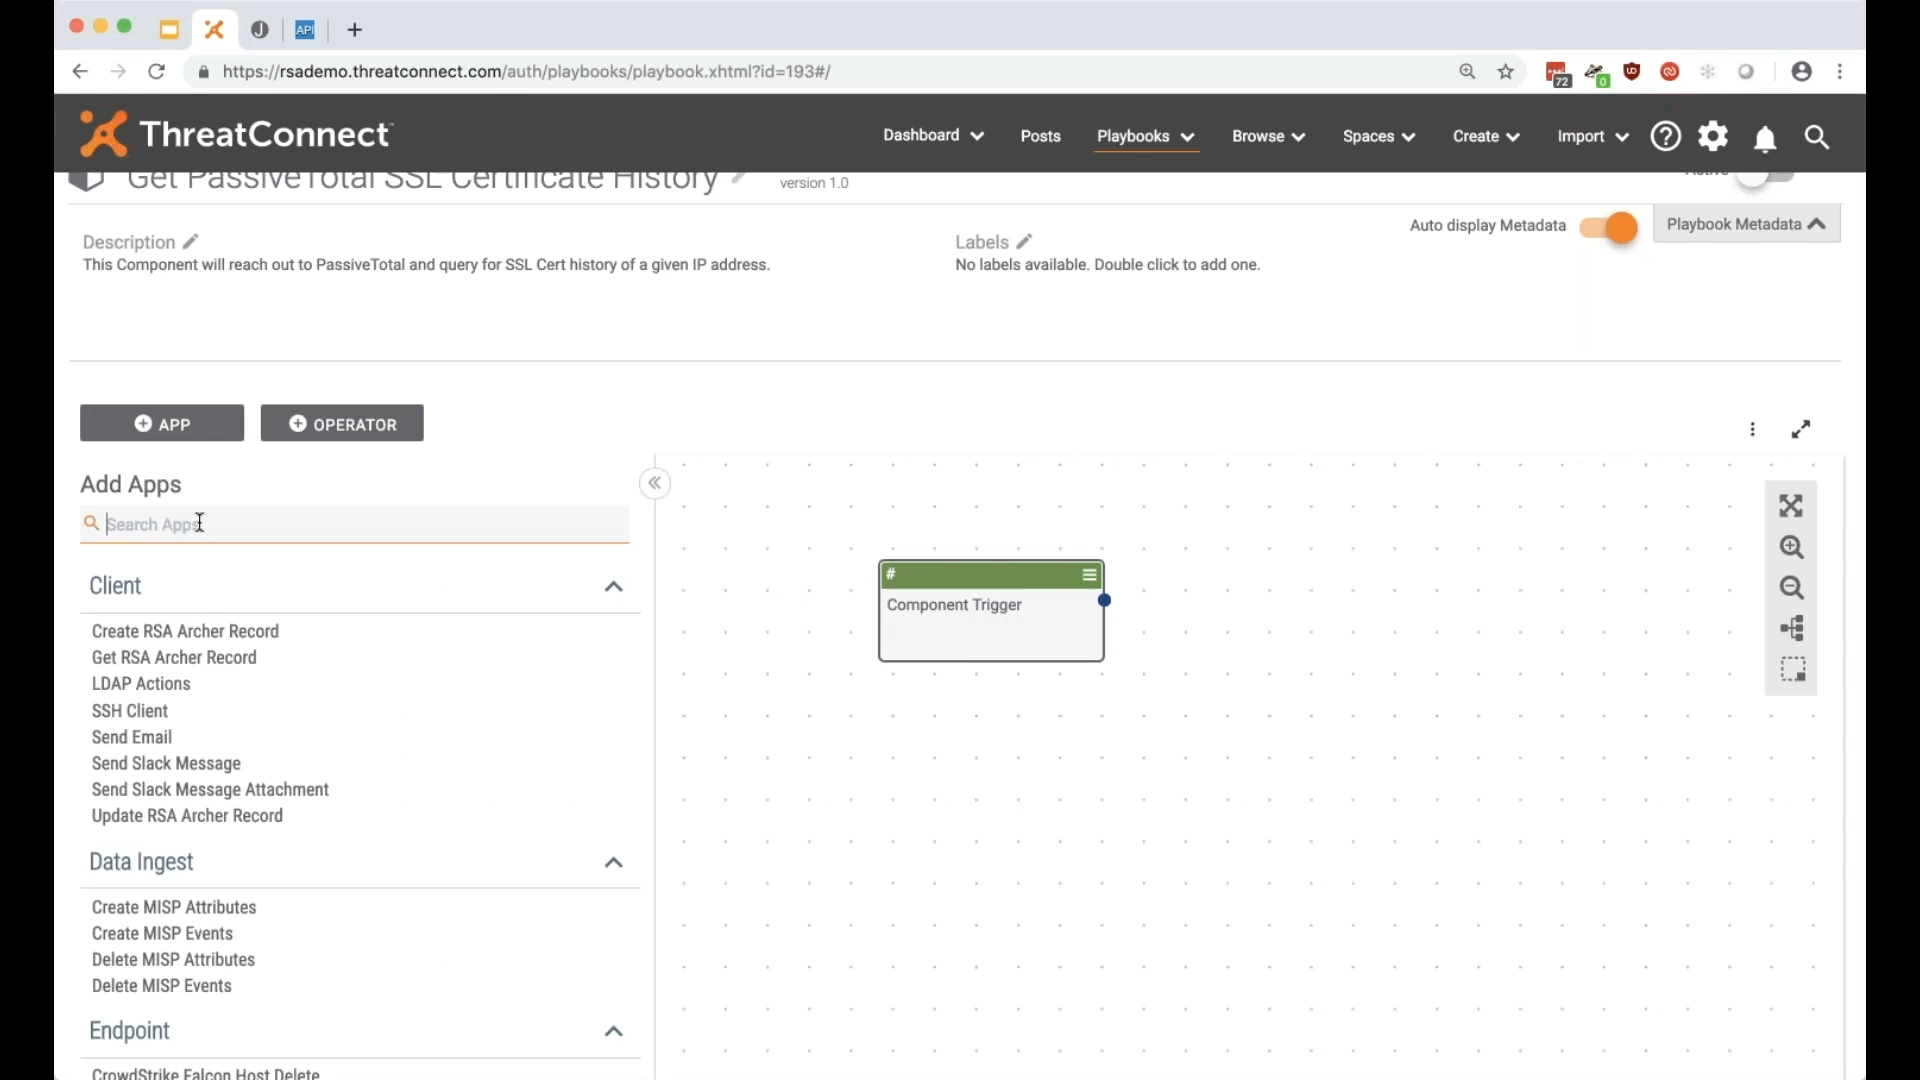 API
https://rsademo.threatconnect.com/auth/playbooks/playbook.xhtml?id=193#/
72
0
ThreatConnect
Dashboard
Posts
Playbooks
Browse
Spaces
Create
Import
Get PassiveTotal SSL Certificate History
version 1.0
Active
Description
This Component will reach out to PassiveTotal and query for SSL Cert history of a given IP address.
Labels
No labels available. Double click to add one.
Auto display Metadata
Playbook Metadata
APP
OPERATOR
Add Apps
Search Apps
Client
Create RSA Archer Record
Get RSA Archer Record
LDAP Actions
SSH Client
Send Email
Send Slack Message
Send Slack Message Attachment
Update RSA Archer Record
Data Ingest
Create MISP Attributes
Create MISP Events
Delete MISP Attributes
Delete MISP Events
Endpoint
CrowdStrike Falcon Host Delete
#
Component Trigger